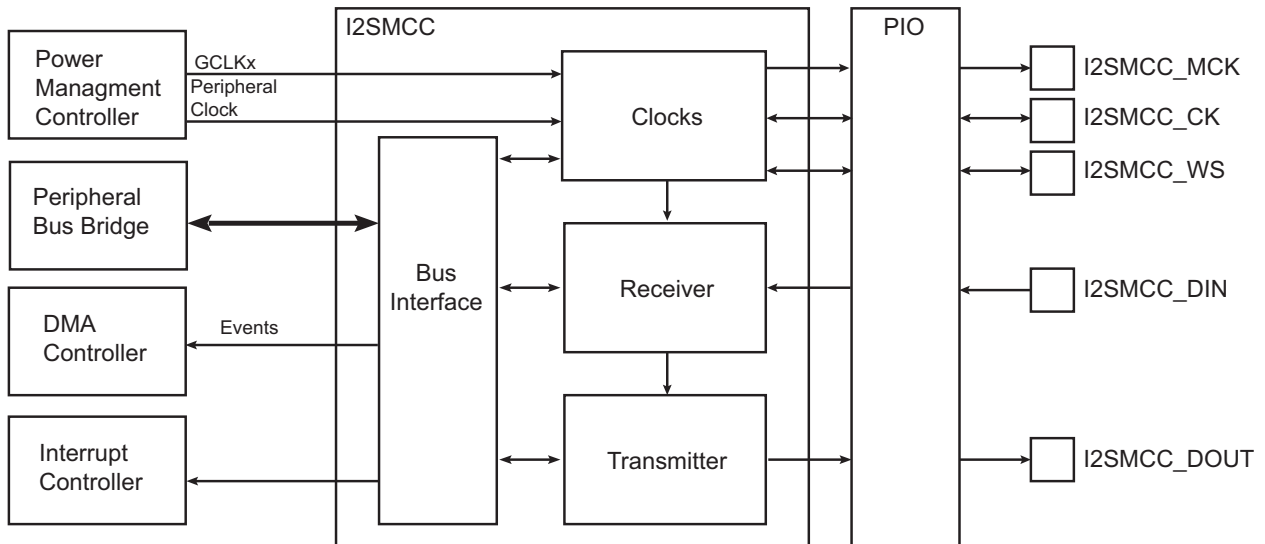 I2SMCC
PIO
Power
Managment
Controller
GCLKx
Peripheral
Clock
Clocks
I2SMCC_MCK
I2SMCC_CK
I2SMCC_WS
Peripheral
Bus Bridge
Bus
Interface
Receiver
I2SMCC_DIN
DMA
Controller
Events
Interrupt
Controller
Transmitter
I2SMCC_DOUT